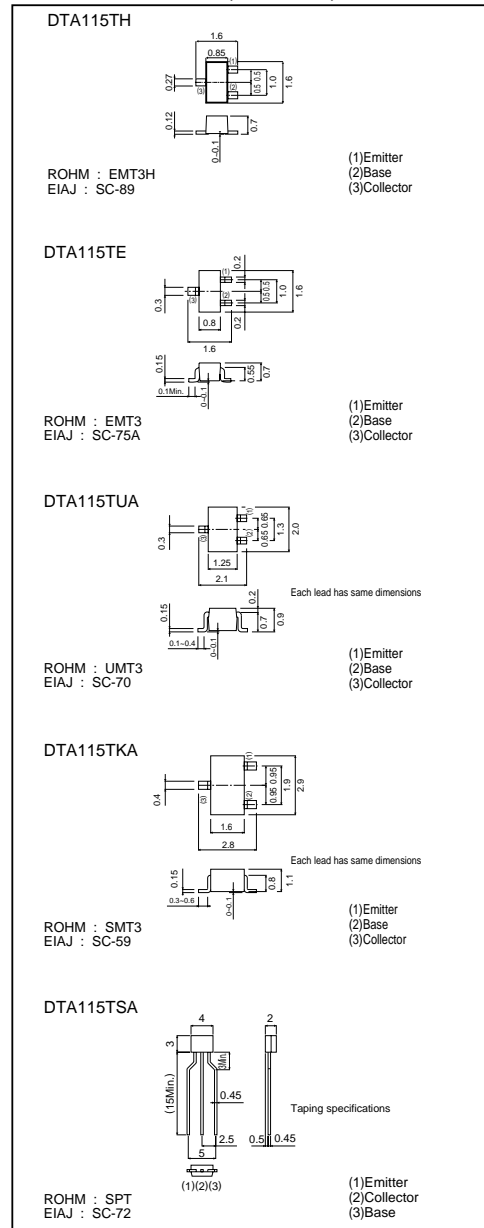 DTA115TH
1.6
0.85
(1)
0.27
(3)
(2)
0.5 0.5
1.0
1.6
0.12
0.7
0~0.1
ROHM : EMT3H
EIAJ : SC-89
(1)Emitter
(2)Base
(3)Collector
DTA115TE
0.2
(1)
0.3
(3)
(2)
0.5 0.5
1.0
1.6
0.8
0.2
1.6
0.15
0.1Min.
0~0.1
0.55
0.7
ROHM : EMT3
EIAJ : SC-75A
(1)Emitter
(2)Base
(3)Collector
DTA115TUA
(1)
0.3
(3)
(2)
0.65 0.65
1.3
2.0
1.25
2.1
Each lead has same dimensions
0.2
0.15
0.1~0.4
0~0.1
0.7
0.9
ROHM : UMT3
EIAJ : SC-70
(1)Emitter
(2)Base
(3)Collector
DTA115TKA
(1)
0.4
(3)
(2)
0.95 0.95
1.9
2.9
1.6
2.8
Each lead has same dimensions
0.15
0.3~0.6
0~0.1
0.8
1.1
ROHM : SMT3
EIAJ : SC-59
(1)Emitter
(2)Base
(3)Collector
DTA115TSA
4
2
3
(15Min.)
3Min.
0.45
Taping specifications
2.5
0.5
0.45
5
(1)(2)(3)
ROHM : SPT
EIAJ : SC-72
(1)Emitter
(2)Collector
(3)Base